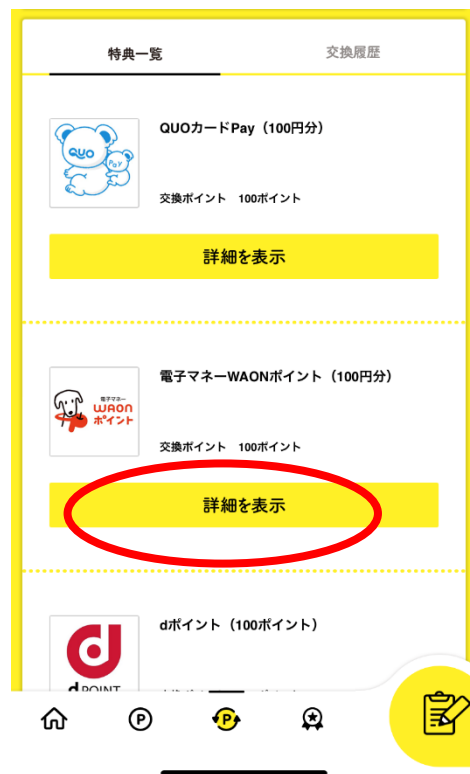 特典一覧
交換履歴
QUOカードPay（100円分）
QUO
Pay
交換ポイント　100ポイント
詳細を表示
電子マネーWAONポイント（100円分）
電子マネー
WAON
ポイント
交換ポイント　100ポイント
詳細を表示
dポイント（100ポイント）
d
d POINT
P
P